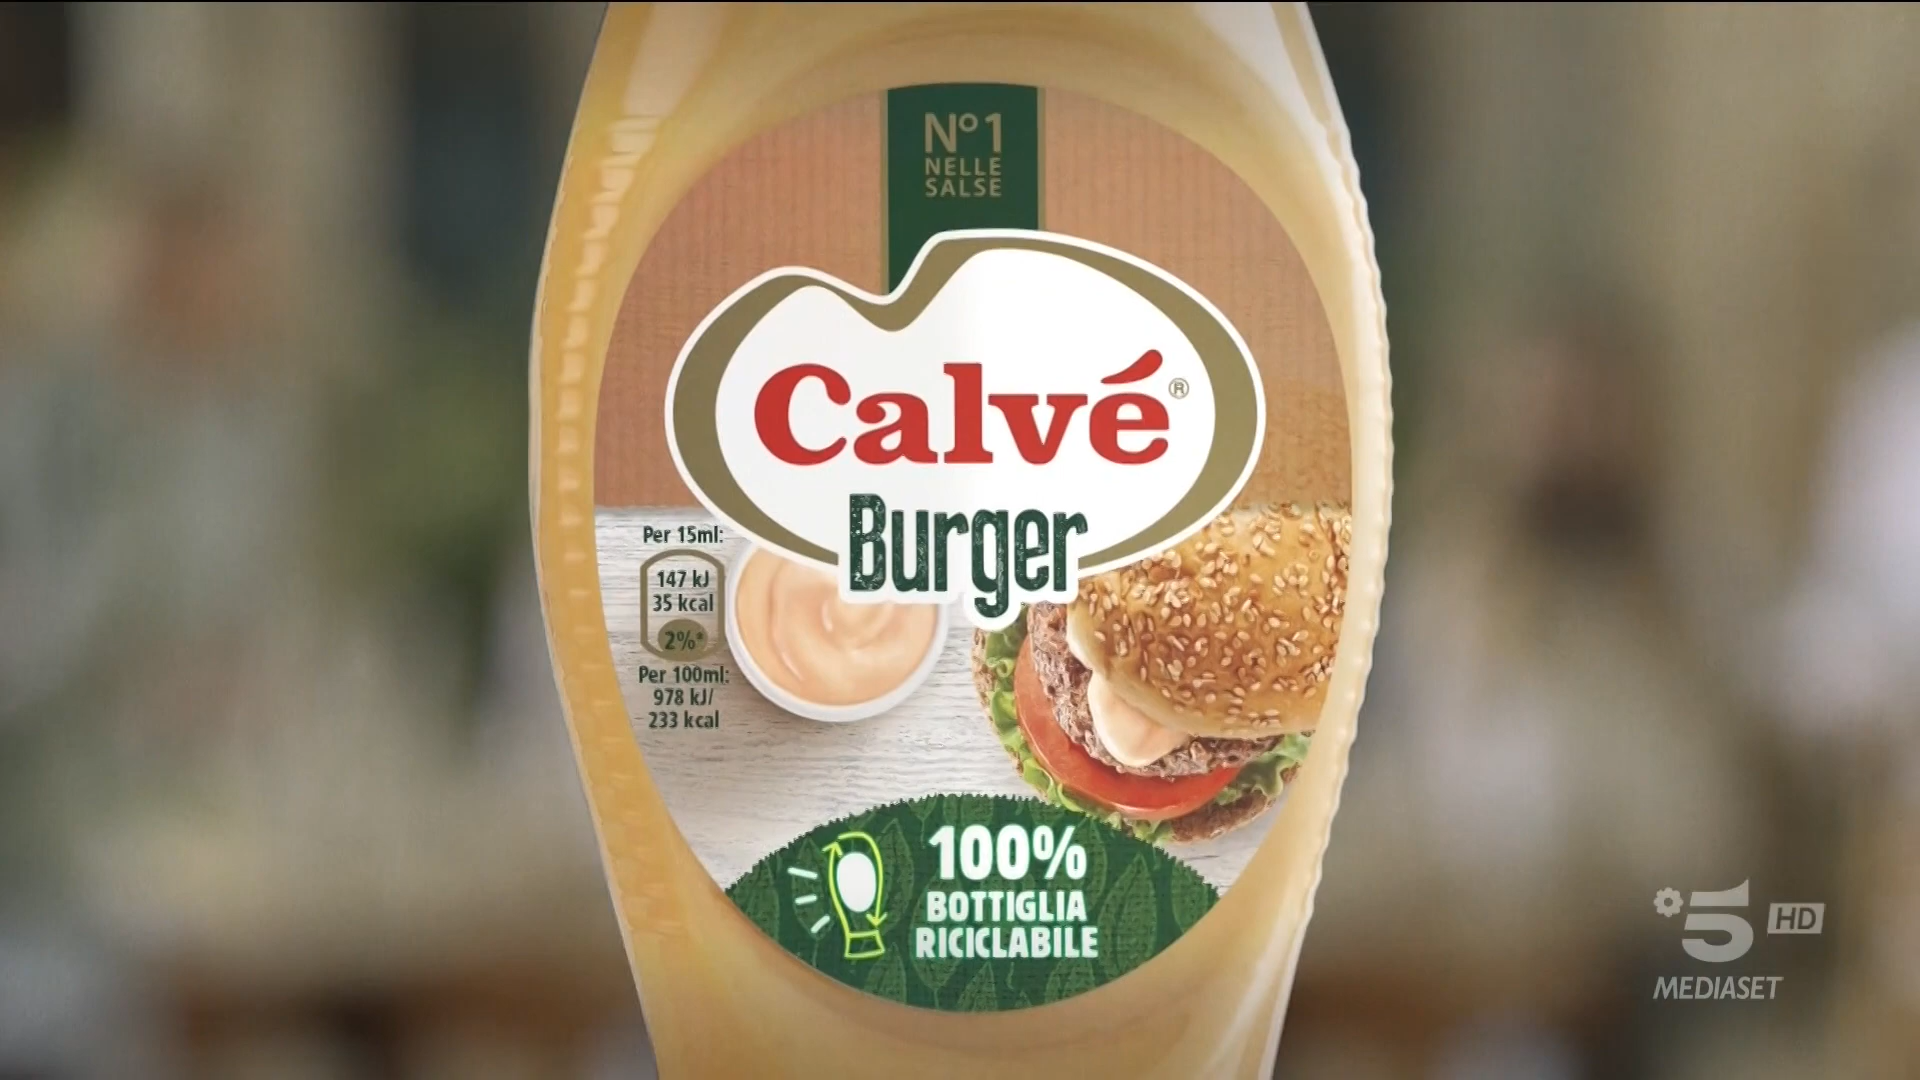 N°1
NELLE
SALSE
Calvé®
Burger
Per 15ml:
147 kJ
35 kcal
2%*
Per 100ml:
978 kJ/
233 kcal
100%
BOTTIGLIA
RICICLABILE
5 HD
MEDIASET